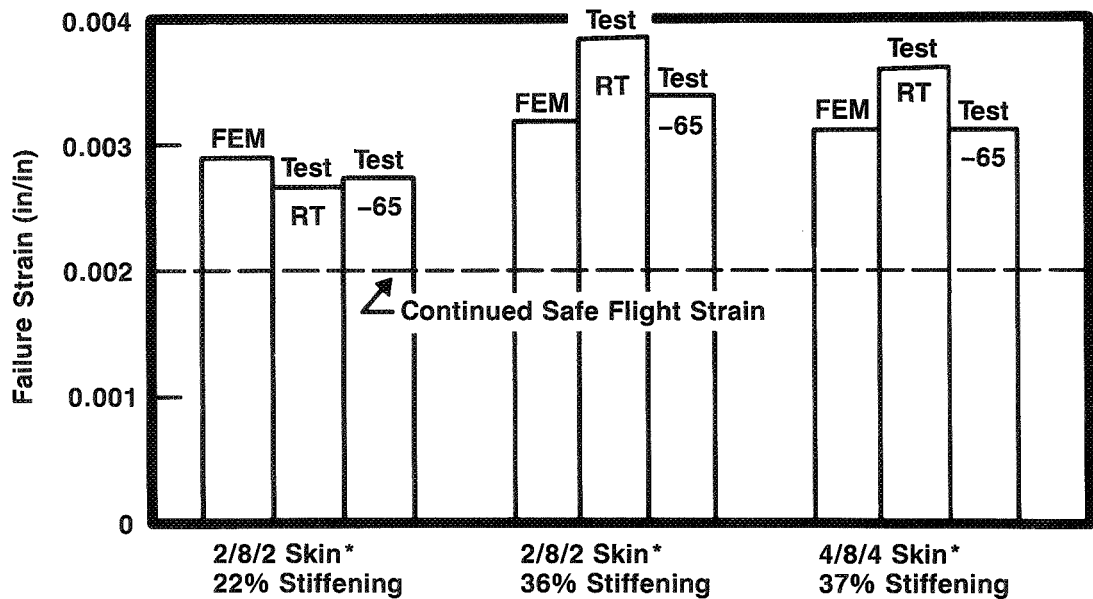 Failure Strain (in/in)
0.004
0.003
0.002
0.001
0
FEM
Test
RT
Test
−65
FEM
Test
RT
Test
−65
FEM
Test
RT
Test
−65
Continued Safe Flight Strain
2/8/2 Skin*
22% Stiffening
2/8/2 Skin*
36% Stiffening
4/8/4 Skin*
37% Stiffening